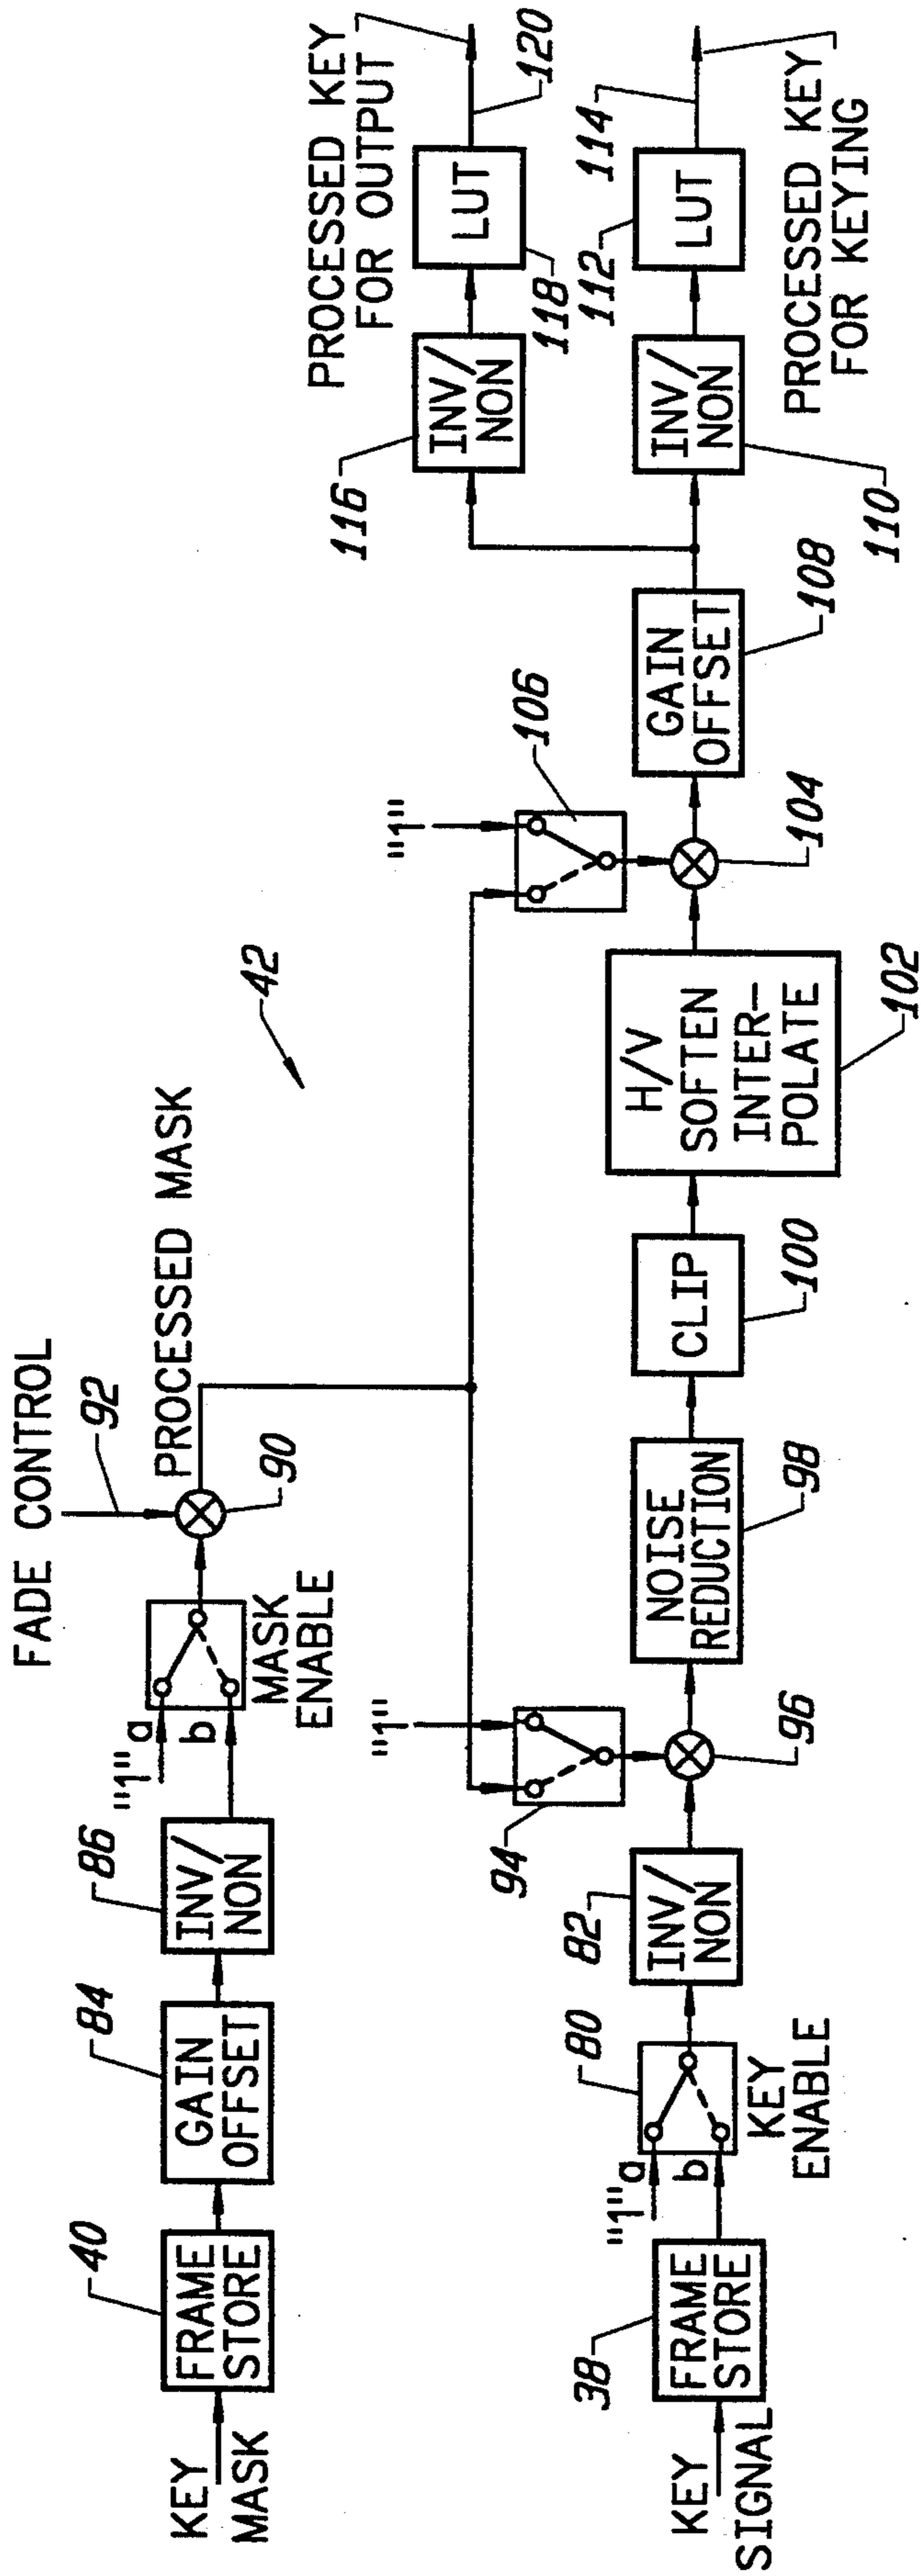 FADE CONTROL
92
PROCESSED MASK
90
42
KEY
MASK
40
FRAME
STORE
84
GAIN
OFFSET
86
INV/
NON
"1"
a
b
MASK
ENABLE
"1"
94
"1"
106
KEY
SIGNAL
38
FRAME
STORE
"1"
a
b
80
KEY
ENABLE
82
INV/
NON
96
NOISE
REDUCTION
98
CLIP
100
H/V
SOFTEN
INTER-
POLATE
102
104
GAIN
OFFSET
108
116
INV/
NON
LUT
118
120
PROCESSED KEY
FOR OUTPUT
INV/
NON
110
112
LUT
114
PROCESSED KEY
FOR KEYING